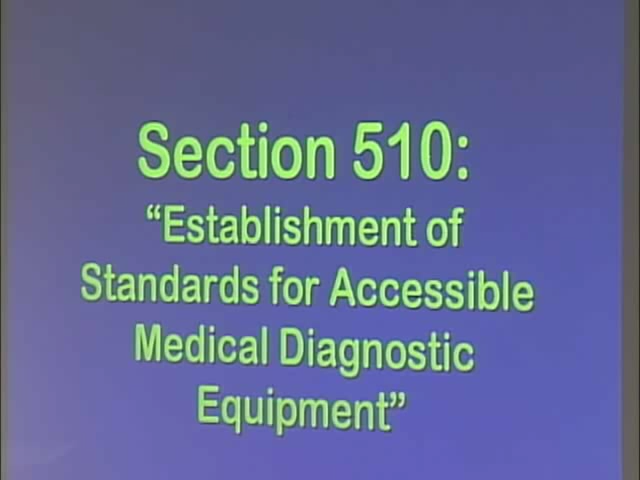 Section 510:
“Establishment of
Standards for Accessible
Medical Diagnostic
Equipment”